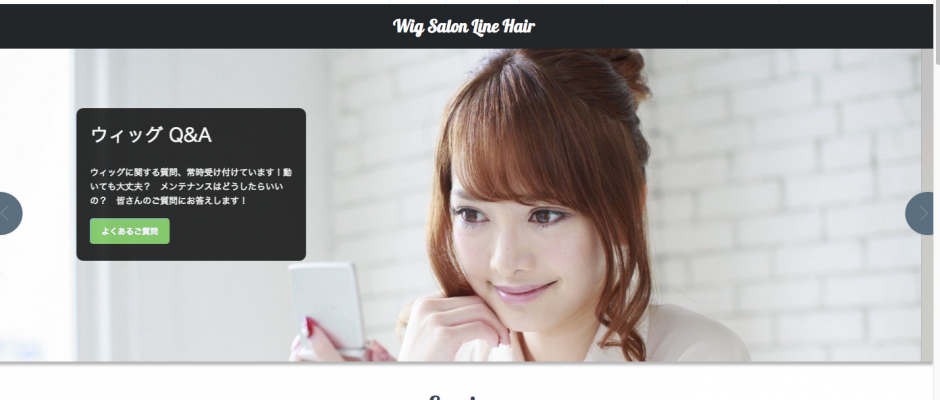 Wig Salon Line Hair
ウィッグ Q&A
ウィッグに関する質問、常時受け付けています！動
いても大丈夫？　メンテナンスはどうしたらいい
の？　皆さんのご質問にお答えします！
よくあるご質問